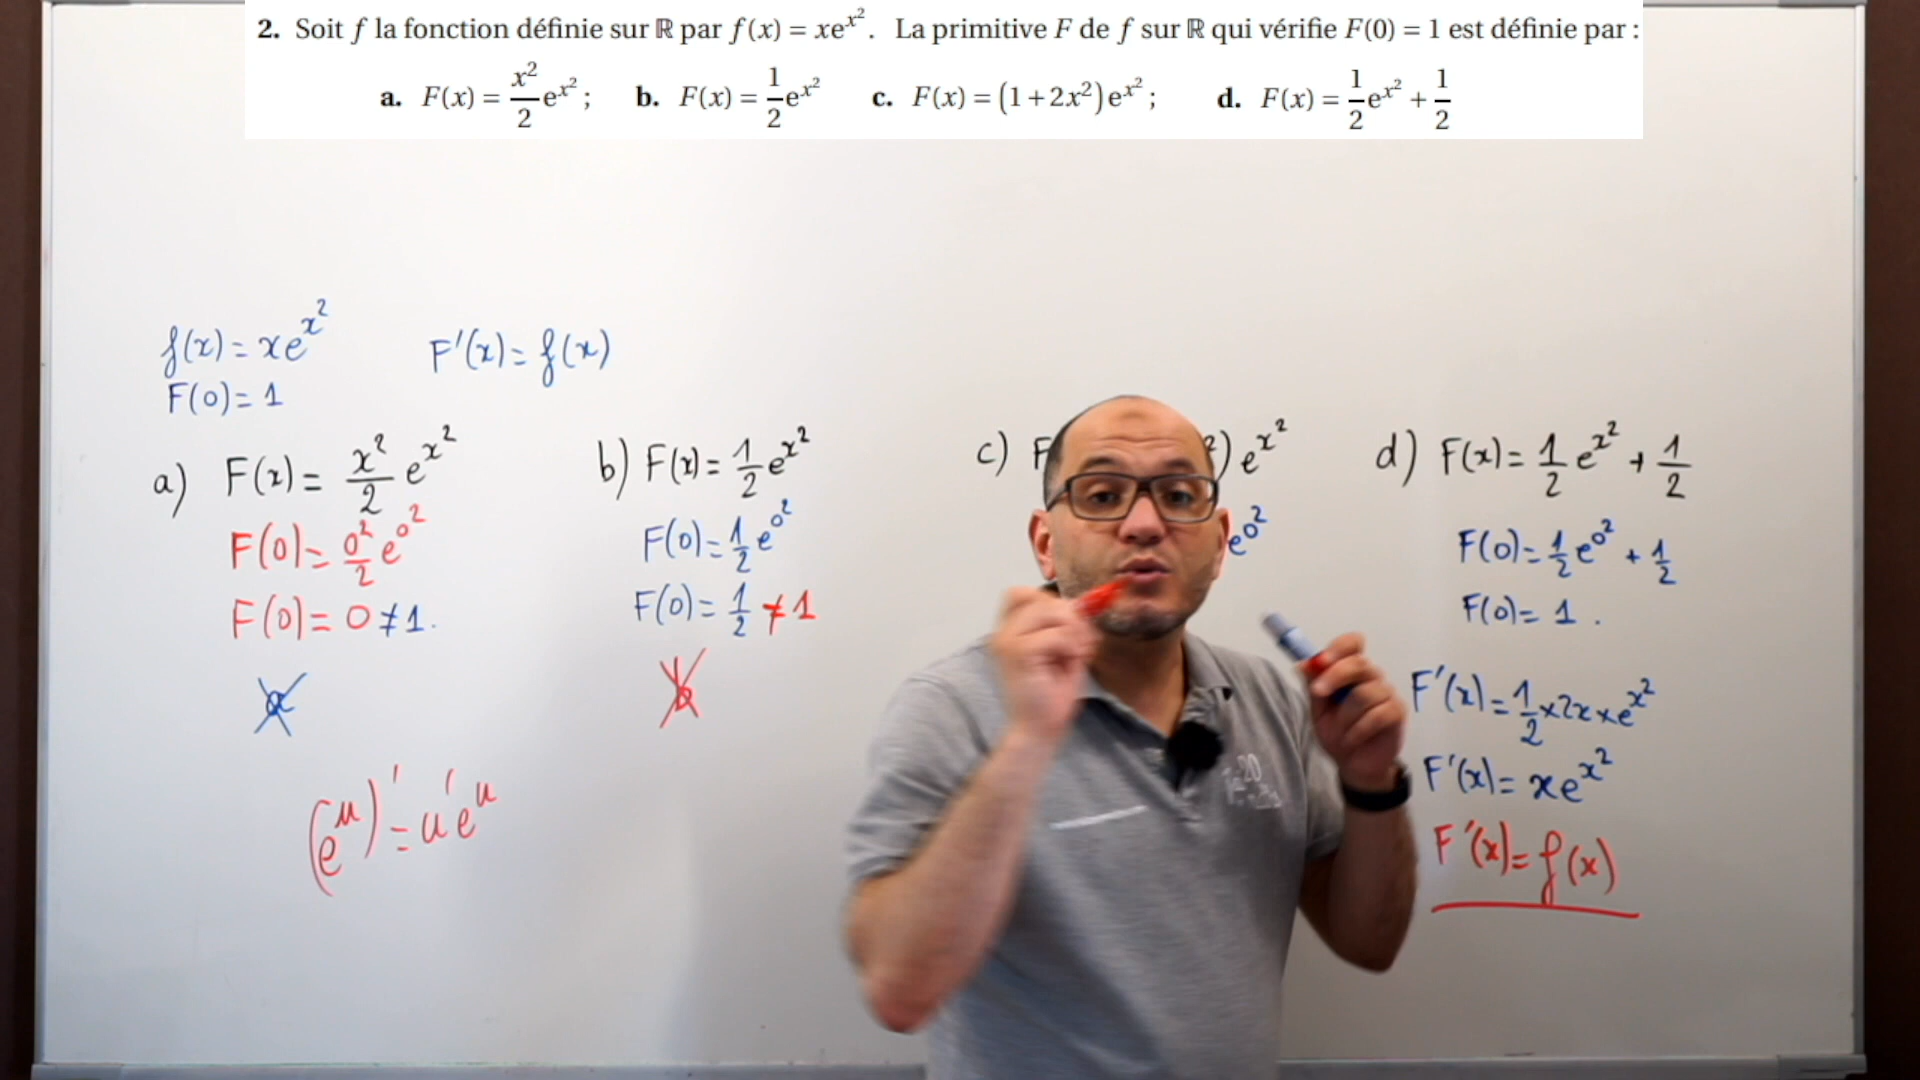 2. Soit f la fonction définie sur ℝ par f(x) = xe^{x²}. La primitive F de f sur ℝ qui vérifie F(0) = 1 est définie par :
a. F(x) = x²/2 e^{x²} ; b. F(x) = 1/2 e^{x²} c. F(x) = (1 + 2x²) e^{x²} ; d. F(x) = 1/2 e^{x²} + 1/2
f(x) = xe^{x²} F'(x) = f(x)
F(0) = 1
a) F(x) = x²/2 e^{x²}
F(0) = 0²/2 e^{0²}
F(0) = 0 ≠ 1.
a
(e^u)' = u'e^u
b) F(x) = 1/2 e^{x²}
F(0) = 1/2 e^{0²}
F(0) = 1/2 ≠ 1
b
c) F ²) e^{x²}
e^{0²}
d) F(x) = 1/2 e^{x²} + 1/2
F(0) = 1/2 e^{0²} + 1/2
F(0) = 1.
F'(x) = 1/2 × 2x × e^{x²}
F'(x) = xe^{x²}
F'(x) = f(x)